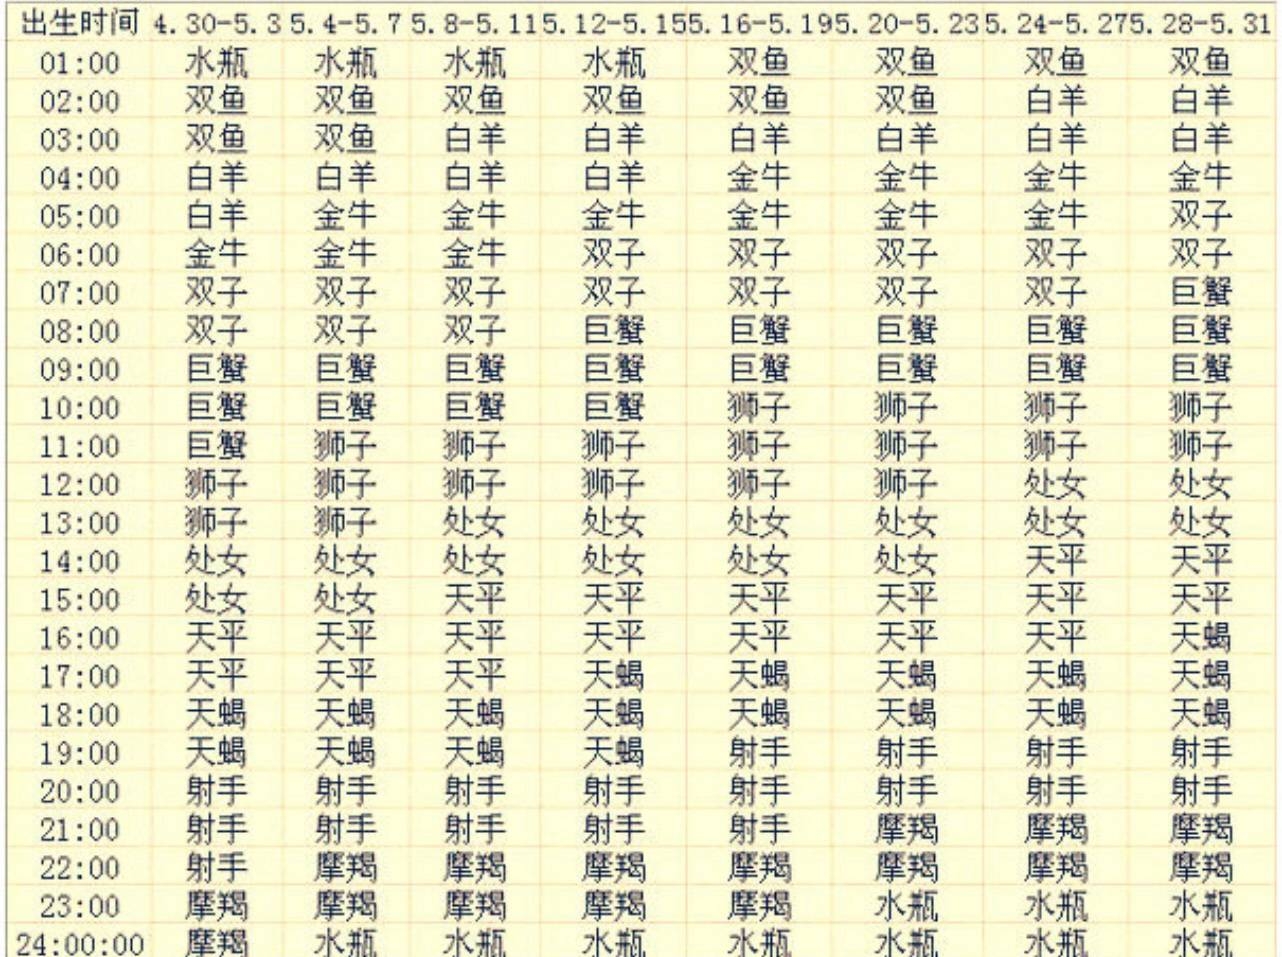 出生时间 4.30-5.3 5.4-5.7 5.8-5.11 5.12-5.15 5.16-5.19 5.20-5.23 5.24-5.27 5.28-5.31
01:00 水瓶 水瓶 水瓶 水瓶 双鱼 双鱼 双鱼 双鱼
02:00 双鱼 双鱼 双鱼 双鱼 双鱼 双鱼 白羊 白羊
03:00 双鱼 双鱼 白羊 白羊 白羊 白羊 白羊 白羊
04:00 白羊 白羊 白羊 白羊 金牛 金牛 金牛 金牛
05:00 白羊 金牛 金牛 金牛 金牛 金牛 金牛 双子
06:00 金牛 金牛 金牛 双子 双子 双子 双子 双子
07:00 双子 双子 双子 双子 双子 双子 双子 巨蟹
08:00 双子 双子 双子 巨蟹 巨蟹 巨蟹 巨蟹 巨蟹
09:00 巨蟹 巨蟹 巨蟹 巨蟹 巨蟹 巨蟹 巨蟹 巨蟹
10:00 巨蟹 巨蟹 巨蟹 巨蟹 狮子 狮子 狮子 狮子
11:00 巨蟹 狮子 狮子 狮子 狮子 狮子 狮子 狮子
12:00 狮子 狮子 狮子 狮子 狮子 狮子 处女 处女
13:00 狮子 狮子 处女 处女 处女 处女 处女 处女
14:00 处女 处女 处女 处女 处女 处女 天平 天平
15:00 处女 处女 天平 天平 天平 天平 天平 天平
16:00 天平 天平 天平 天平 天平 天平 天平 天蝎
17:00 天平 天平 天平 天蝎 天蝎 天蝎 天蝎 天蝎
18:00 天蝎 天蝎 天蝎 天蝎 天蝎 天蝎 天蝎 天蝎
19:00 天蝎 天蝎 天蝎 天蝎 射手 射手 射手 射手
20:00 射手 射手 射手 射手 射手 射手 射手 射手
21:00 射手 射手 射手 射手 射手 摩羯 摩羯 摩羯
22:00 射手 摩羯 摩羯 摩羯 摩羯 摩羯 摩羯 摩羯
23:00 摩羯 摩羯 摩羯 摩羯 摩羯 水瓶 水瓶 水瓶
24:00:00 摩羯 水瓶 水瓶 水瓶 水瓶 水瓶 水瓶 水瓶